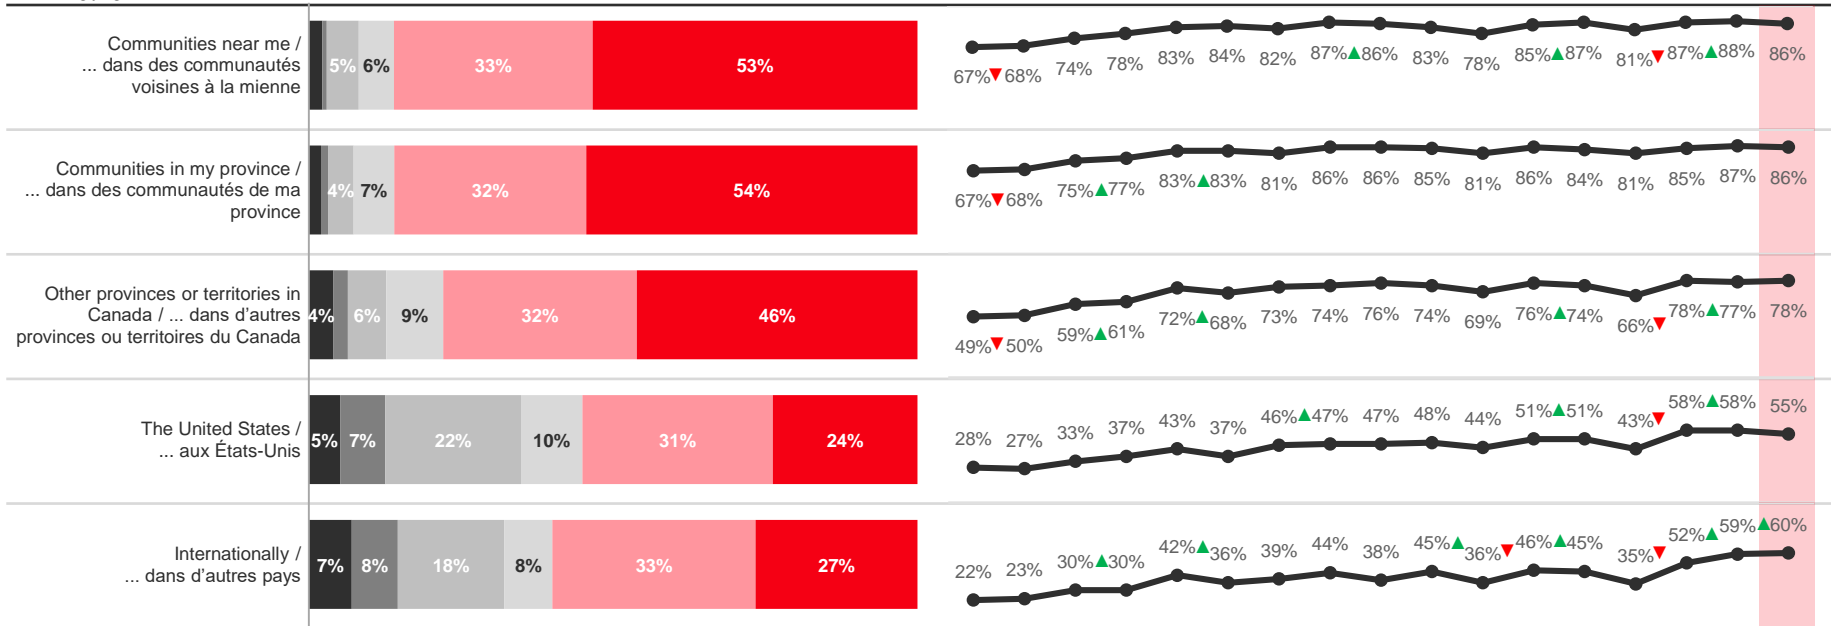 Communities near me /
... dans des communautés
voisines à la mienne
5% 6% 33% 53%
67%▼68% 74% 78% 83% 84% 82% 87%▲86% 83% 78% 85%▲87% 81%▼87%▲88% 86%
Communities in my province /
... dans des communautés de ma
province
4% 7% 32% 54%
67%▼68% 75%▲77% 83%▲83% 81% 86% 86% 85% 81% 86% 84% 81% 85% 87% 86%
Other provinces or territories in
Canada / ... dans d’autres
provinces ou territoires du Canada
4% 6% 9% 32% 46%
49%▼50% 59%▲61% 72%▲68% 73% 74% 76% 74% 69% 76%▲74% 66%▼78%▲77% 78%
The United States /
... aux États-Unis
5% 7% 22% 10% 31% 24%
28% 27% 33% 37% 43% 37% 46%▲47% 47% 48% 44% 51%▲51% 43%▼58%▲58% 55%
Internationally /
... dans d’autres pays
7% 8% 18% 8% 33% 27%
22% 23% 30%▲30% 42%▲36% 39% 44% 38% 45%▲36%▼46%▲45% 35%▼52%▲59%▲60%